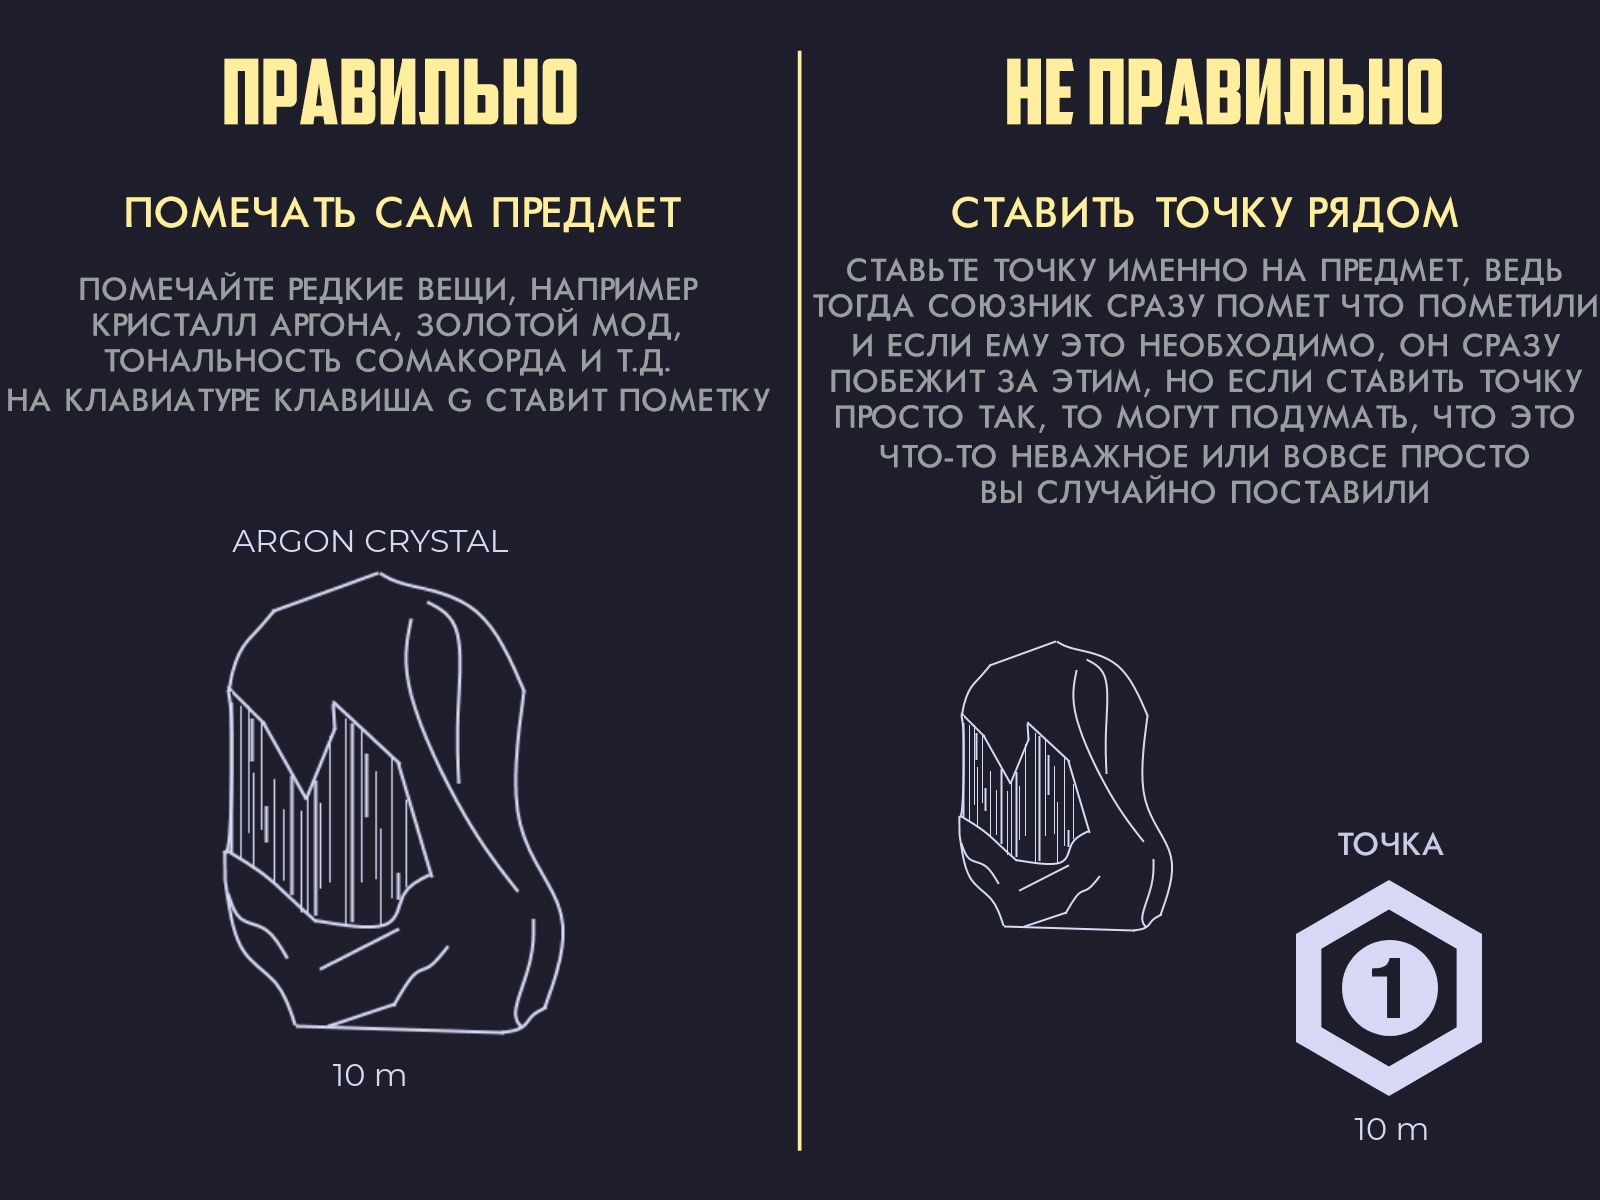 ПРАВИЛЬНО
ПОМЕЧАТЬ САМ ПРЕДМЕТ
ПОМЕЧАЙТЕ РЕДКИЕ ВЕЩИ, НАПРИМЕР
КРИСТАЛЛ АРГОНА, ЗОЛОТОЙ МОД,
ТОНАЛЬНОСТЬ СОМАКОРДА И Т.Д.
НА КЛАВИАТУРЕ КЛАВИША G СТАВИТ ПОМЕТКУ
ARGON CRYSTAL
10 m
НЕ ПРАВИЛЬНО
СТАВИТЬ ТОЧКУ РЯДОМ
СТАВЬТЕ ТОЧКУ ИМЕННО НА ПРЕДМЕТ, ВЕДЬ
ТОГДА СОЮЗНИК СРАЗУ ПОМЕТ ЧТО ПОМЕТИЛИ
И ЕСЛИ ЕМУ ЭТО НЕОБХОДИМО, ОН СРАЗУ
ПОБЕЖИТ ЗА ЭТИМ, НО ЕСЛИ СТАВИТЬ ТОЧКУ
ПРОСТО ТАК, ТО МОГУТ ПОДУМАТЬ, ЧТО ЭТО
ЧТО-ТО НЕВАЖНОЕ ИЛИ ВОВСЕ ПРОСТО
ВЫ СЛУЧАЙНО ПОСТАВИЛИ
ТОЧКА
1
10 m